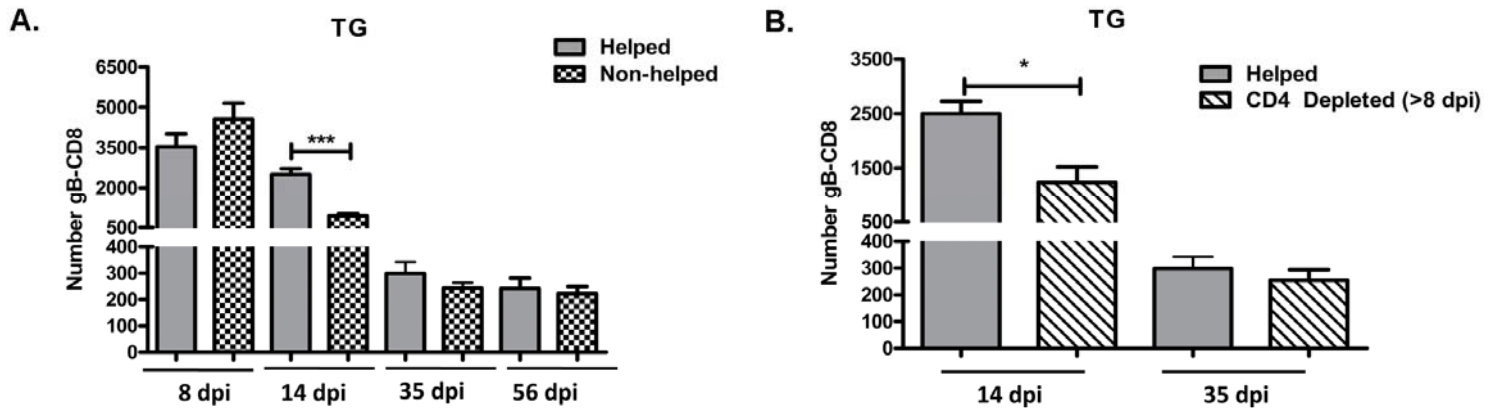 A.
TG
Helped
Non-helped
Number gB-CD8
6500
5000
3500
2000
500
400
300
200
100
0
***
8 dpi
14 dpi
35 dpi
56 dpi
B.
TG
Helped
CD4 Depleted (>8 dpi)
Number gB-CD8
3500
2500
1500
500
400
300
200
100
0
*
14 dpi
35 dpi